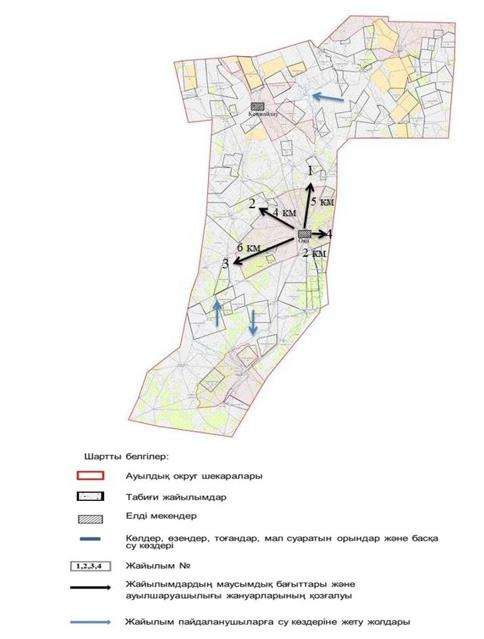 Көкжайдау
1
5 км
2
4 км
4
Оқп
2 км
6 км
3
Шартты белгілер:
Ауылдық округ шекаралары
Табиғи жайылымдар
Елді мекендер
Көлдер, өзендер, тоғандар, мал суаратын орындар және басқа
су көздері
1,2,3,4 Жайылым №
Жайылымдардың маусымдық бағыттары және
ауылшаруашылығы жануарларының қозғалуы
Жайылым пайдаланушыларға су көздеріне жету жолдары